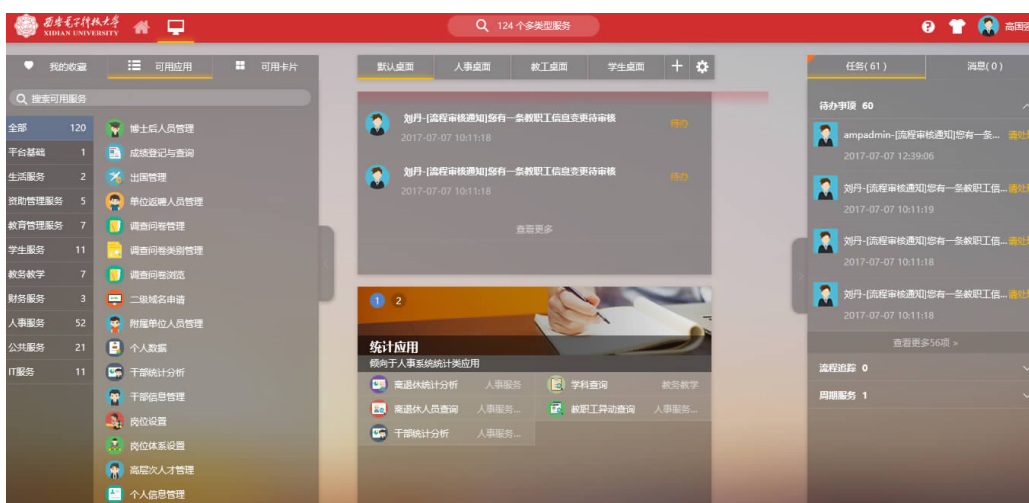 西安电子科技大学
XIDIAN UNIVERSITY
124 个多类型服务
高国强
我的收藏
可用应用
可用卡片
搜索可用服务
全部 120
平台基础 1
生活服务 2
资助管理服务 5
教育管理服务 7
学生服务 11
教务教学 7
财务服务 3
人事服务 52
公共服务 21
IT服务 11
博士后人员管理
成绩登记与查询
出国管理
单位返聘人员管理
调查问卷管理
调查问卷类别管理
调查问卷浏览
二级域名申请
附属单位人员管理
个人数据
干部统计分析
干部信息管理
岗位设置
岗位体系设置
高层次人才管理
个人信息管理
默认桌面
人事桌面
教工桌面
学生桌面
刘丹-[流程审核通知]您有一条教职工信息变更待审核
待办
2017-07-07 10:11:18
刘丹-[流程审核通知]您有一条教职工信息变更待审核
待办
2017-07-07 10:11:18
查看更多
1 2
统计应用
倾向于人事系统统计类应用
离退休统计分析 人事服务
学科查询 教务教学
离退休人员查询 人事服务...
教职工异动查询 人事服务...
干部统计分析 人事服务...
任务( 61 )
消息( 0 )
待办事项 60
ampadmin-[流程审核通知]您有一条... 请处
2017-07-07 12:39:06
刘丹-[流程审核通知]您有一条教职工信... 请处
2017-07-07 10:11:19
刘丹-[流程审核通知]您有一条教职工信... 请处
2017-07-07 10:11:18
刘丹-[流程审核通知]您有一条教职工信... 请处
2017-07-07 10:11:18
查看更多56项 »
流程追踪 0
周期服务 1